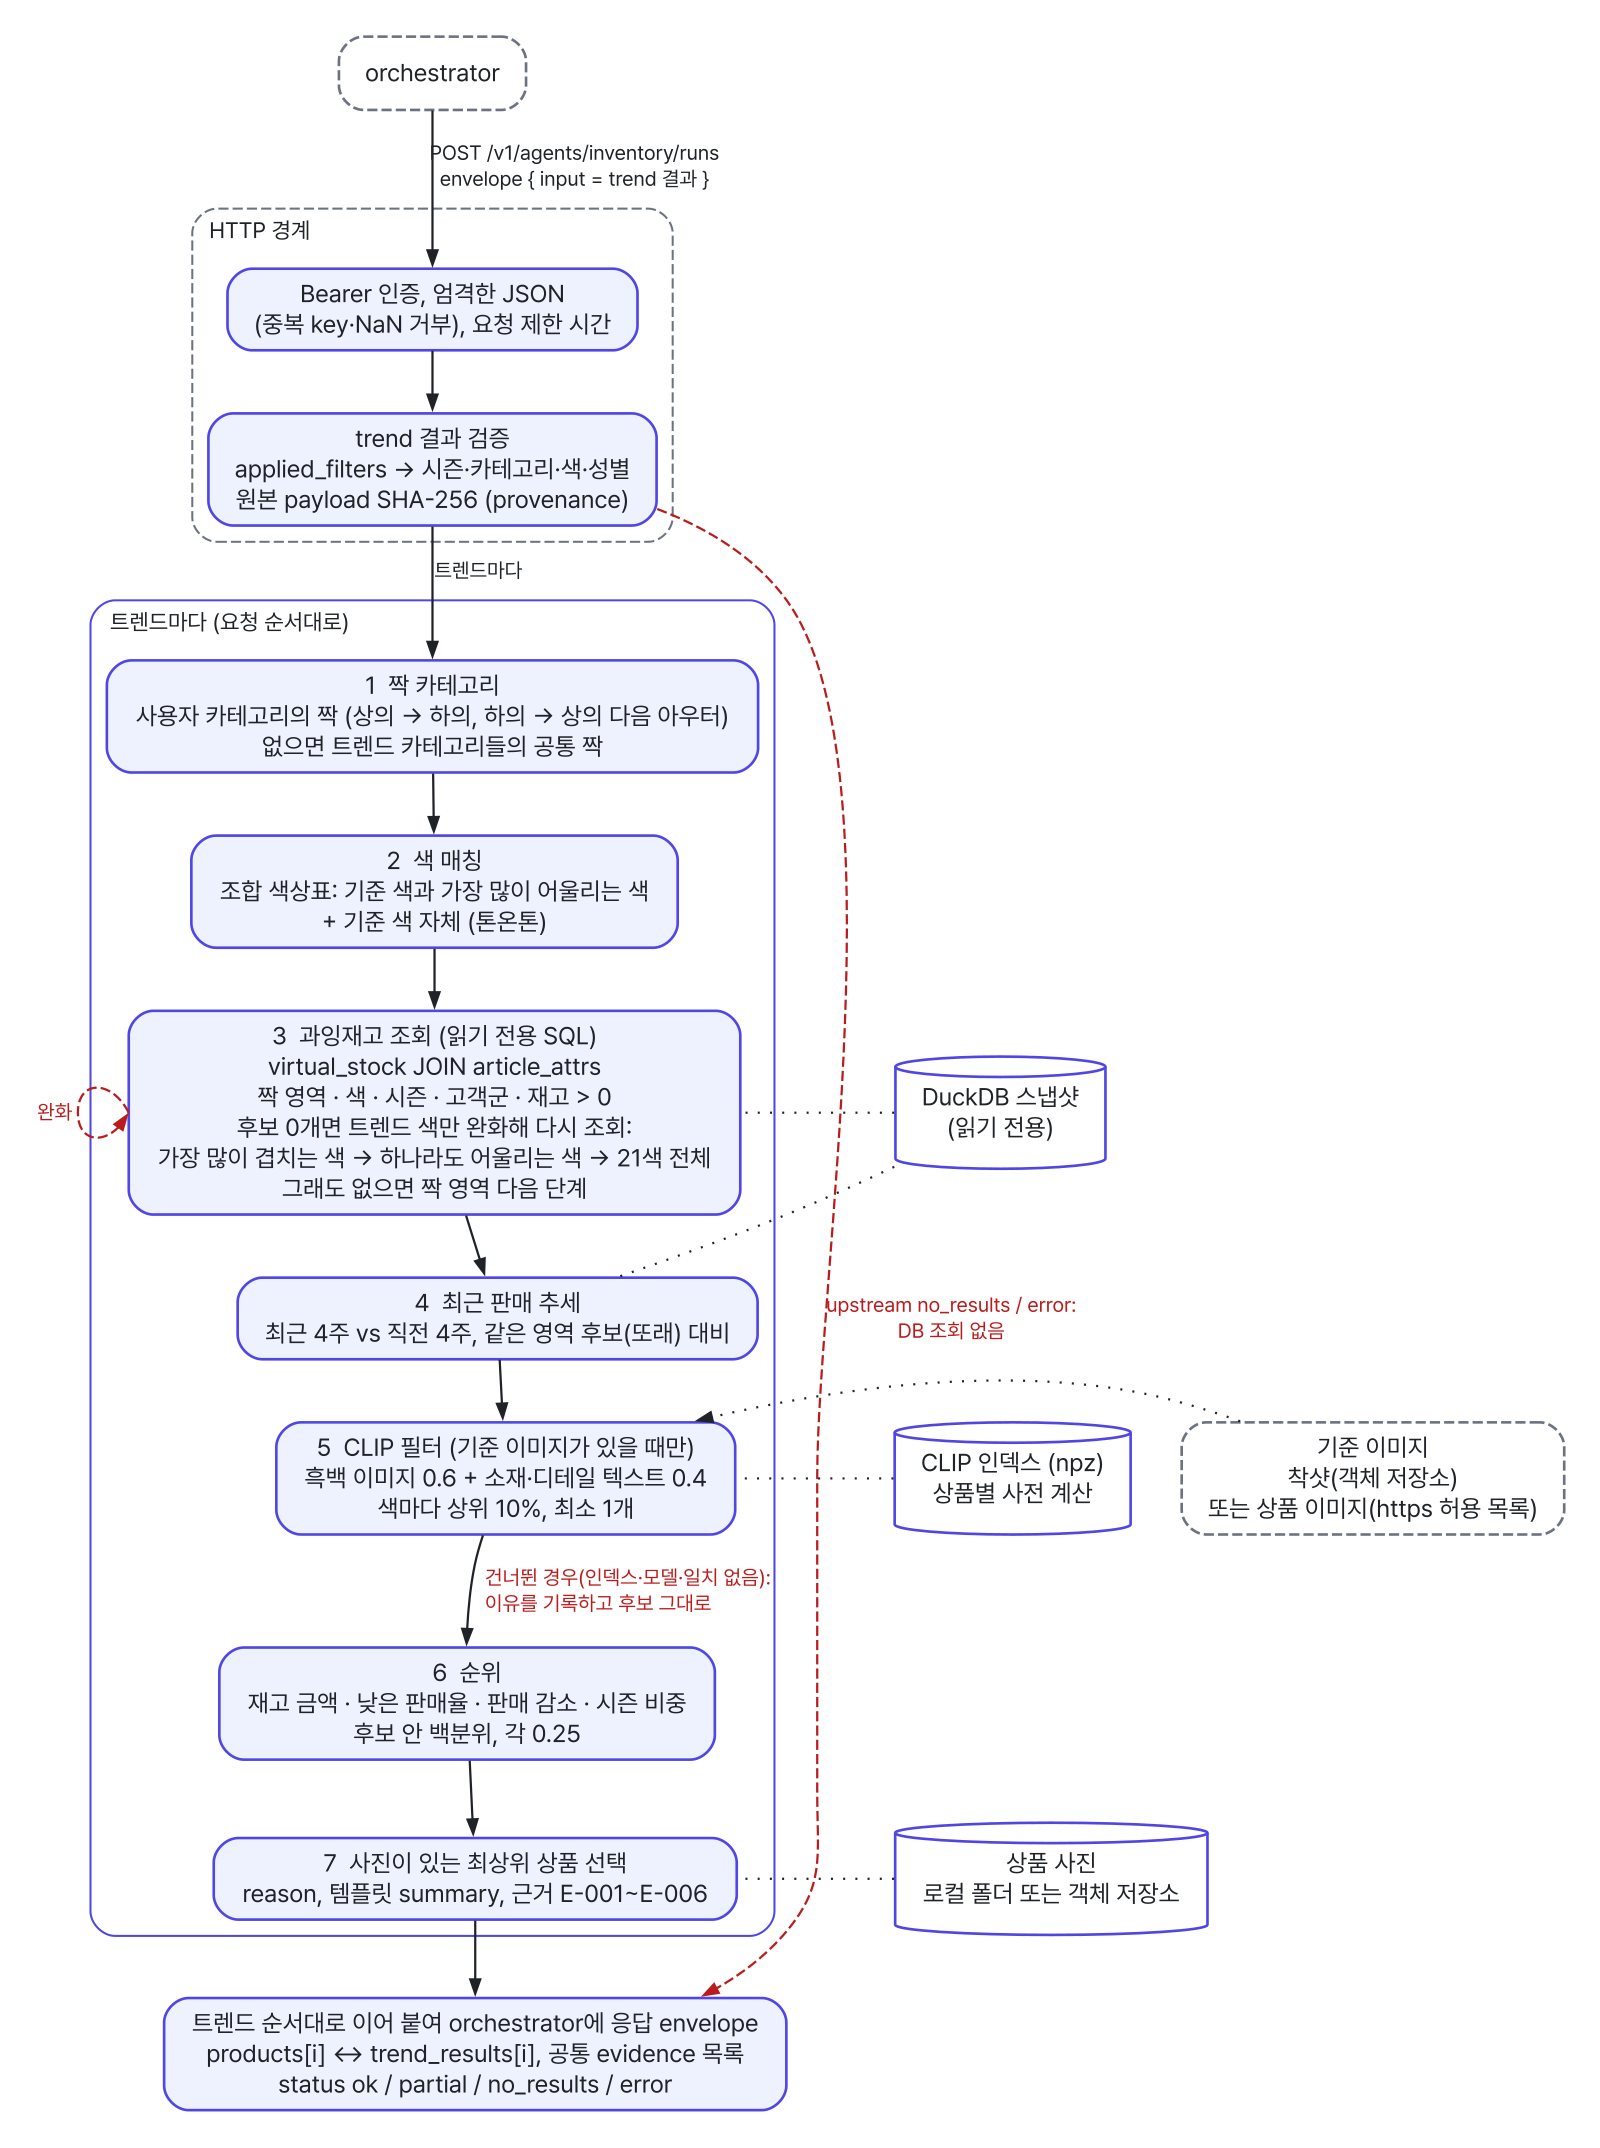 orchestrator
POST /v1/agents/inventory/runs
envelope { input = trend 결과 }
HTTP 경계
Bearer 인증, 엄격한 JSON
(중복 key·NaN 거부), 요청 제한 시간
trend 결과 검증
applied_filters → 시즌·카테고리·색·성별
원본 payload SHA-256 (provenance)
트렌드마다
트렌드마다 (요청 순서대로)
1 짝 카테고리
사용자 카테고리의 짝 (상의 → 하의, 하의 → 상의 다음 아우터)
없으면 트렌드 카테고리들의 공통 짝
2 색 매칭
조합 색상표: 기준 색과 가장 많이 어울리는 색
+ 기준 색 자체 (톤온톤)
3 과잉재고 조회 (읽기 전용 SQL)
virtual_stock JOIN article_attrs
짝 영역 · 색 · 시즌 · 고객군 · 재고 > 0
후보 0개면 트렌드 색만 완화해 다시 조회:
가장 많이 겹치는 색 → 하나라도 어울리는 색 → 21색 전체
그래도 없으면 짝 영역 다음 단계
완화
DuckDB 스냅샷
(읽기 전용)
4 최근 판매 추세
최근 4주 vs 직전 4주, 같은 영역 후보(또래) 대비
upstream no_results / error:
DB 조회 없음
5 CLIP 필터 (기준 이미지가 있을 때만)
흑백 이미지 0.6 + 소재·디테일 텍스트 0.4
색마다 상위 10%, 최소 1개
CLIP 인덱스 (npz)
상품별 사전 계산
기준 이미지
착샷(객체 저장소)
또는 상품 이미지(https 허용 목록)
건너뛴 경우(인덱스·모델·일치 없음):
이유를 기록하고 후보 그대로
6 순위
재고 금액 · 낮은 판매율 · 판매 감소 · 시즌 비중
후보 안 백분위, 각 0.25
7 사진이 있는 최상위 상품 선택
reason, 템플릿 summary, 근거 E-001~E-006
상품 사진
로컬 폴더 또는 객체 저장소
트렌드 순서대로 이어 붙여 orchestrator에 응답 envelope
products[i] ↔ trend_results[i], 공통 evidence 목록
status ok / partial / no_results / error